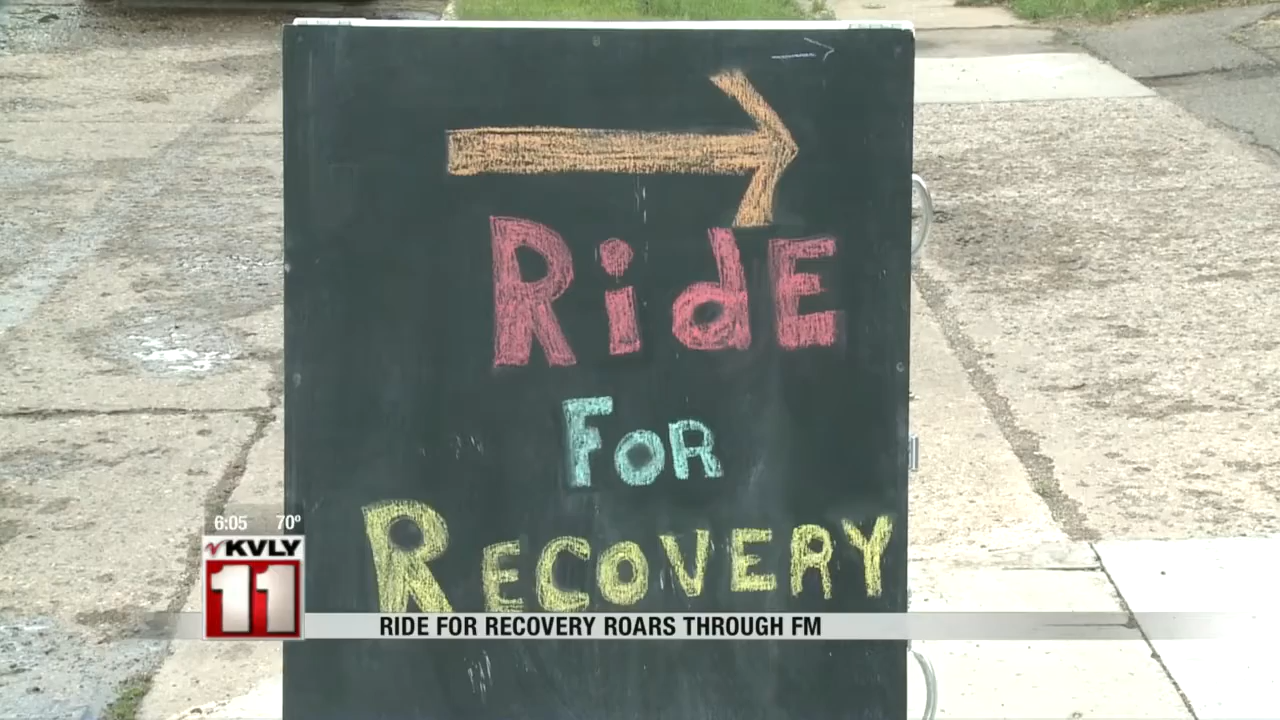 RidE
FoR
RECOVERY
6:05 70°
KVLY
11
RIDE FOR RECOVERY ROARS THROUGH FM